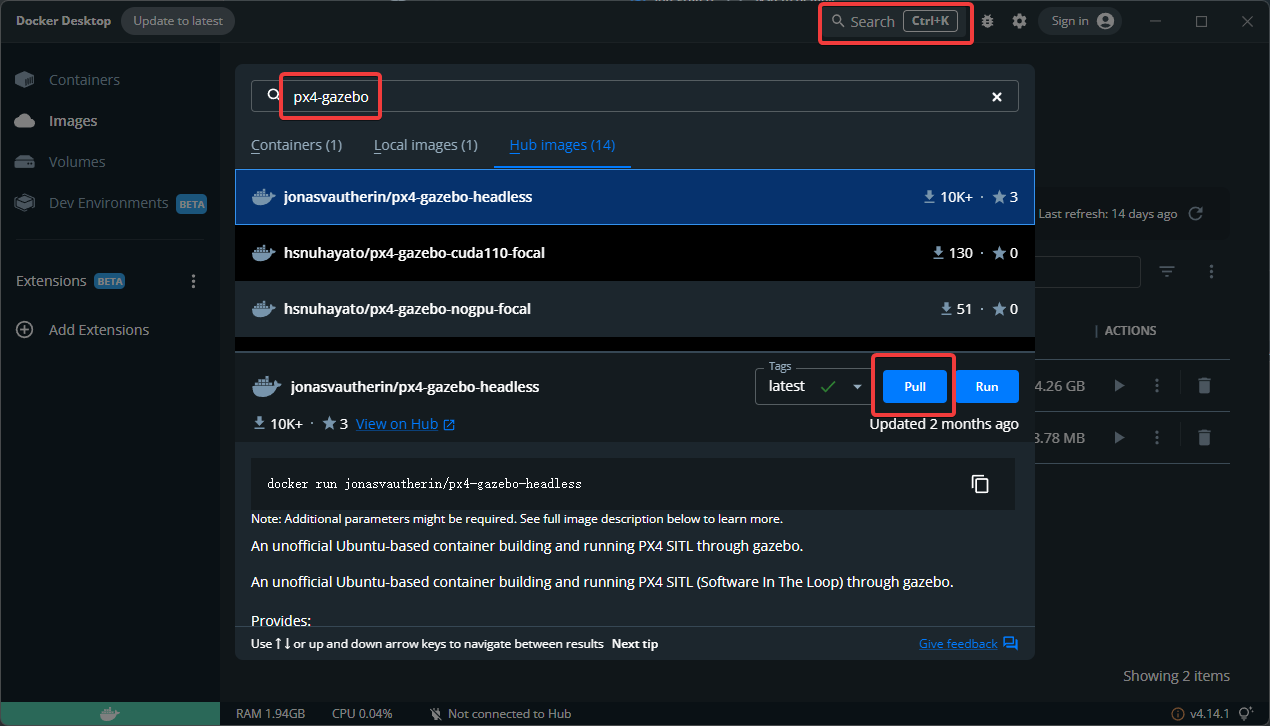 Docker Desktop Update to latest Search Ctrl+K Sign in
Containers
Images
Volumes
Dev Environments BETA
Extensions BETA
Add Extensions
px4-gazebo
Containers (1) Local images (1) Hub images (14)
jonasvautherin/px4-gazebo-headless 10K+ · 3
hsnuhayato/px4-gazebo-cuda110-focal 130 · 0
hsnuhayato/px4-gazebo-nogpu-focal 51 · 0
Last refresh: 14 days ago
ACTIONS
4.26 GB
3.78 MB
Tags
jonasvautherin/px4-gazebo-headless latest Pull Run
10K+ · 3 View on Hub Updated 2 months ago
docker run jonasvautherin/px4-gazebo-headless
Note: Additional parameters might be required. See full image description below to learn more.
An unofficial Ubuntu-based container building and running PX4 SITL through gazebo.
An unofficial Ubuntu-based container building and running PX4 SITL (Software In The Loop) through gazebo.
Provides:
Use ↑↓ or up and down arrow keys to navigate between results Next tip Give feedback
Showing 2 items
RAM 1.94GB CPU 0.04% Not connected to Hub v4.14.1